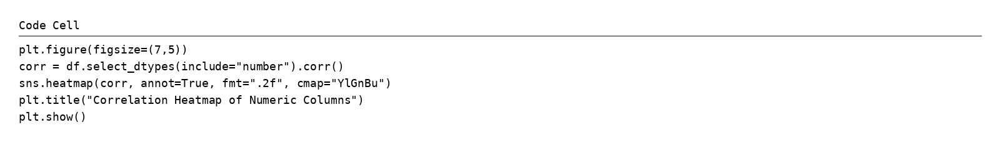 Code Cell
plt.figure(figsize=(7,5))
corr = df.select_dtypes(include="number").corr()
sns.heatmap(corr, annot=True, fmt=".2f", cmap="YlGnBu")
plt.title("Correlation Heatmap of Numeric Columns")
plt.show()